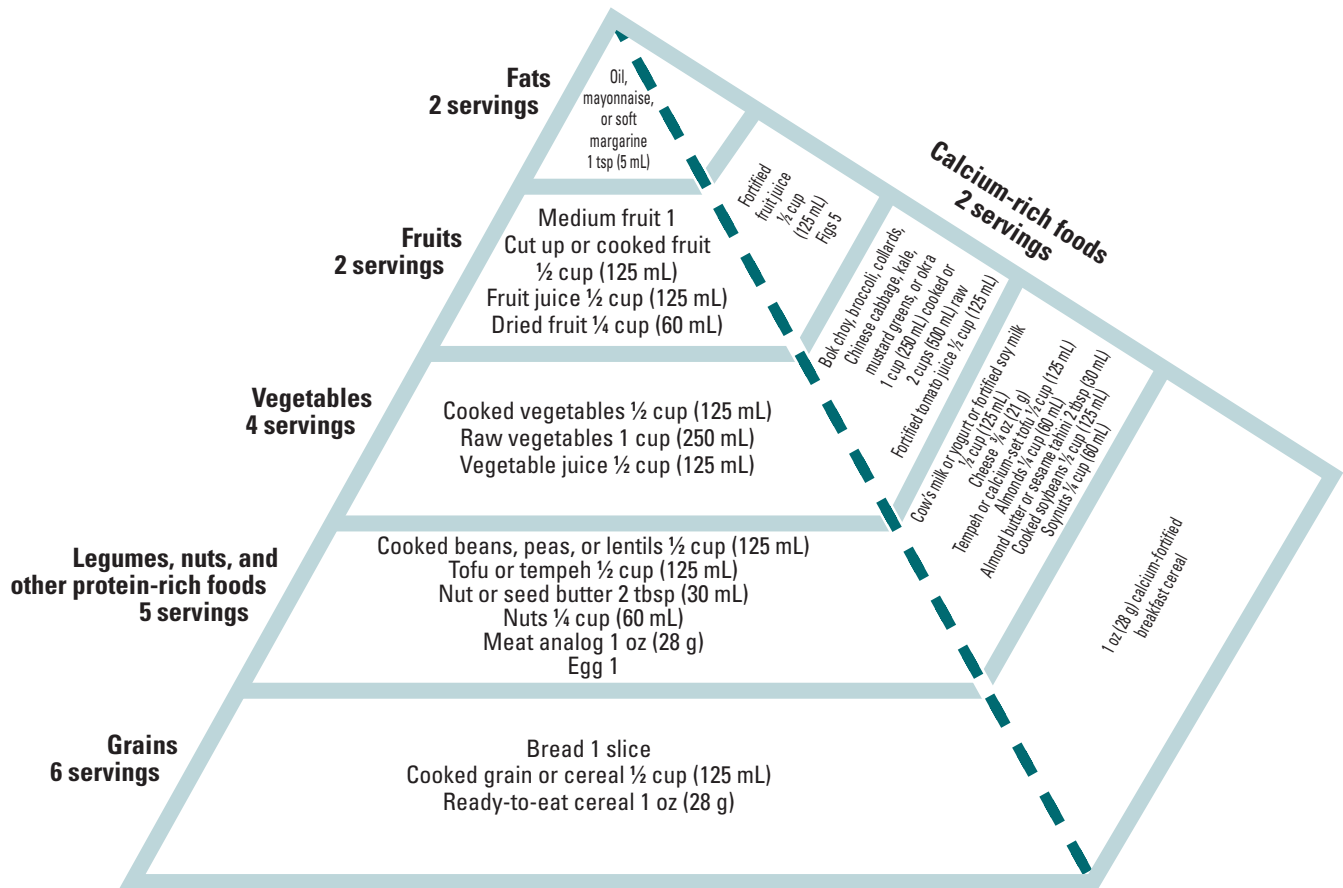 Fats
2 servings
Oil,
mayonnaise,
or soft
margarine
1 tsp (5 mL)
Fruits
2 servings
Medium fruit 1
Cut up or cooked fruit
½ cup (125 mL)
Fruit juice ½ cup (125 mL)
Dried fruit ¼ cup (60 mL)
Vegetables
4 servings
Cooked vegetables ½ cup (125 mL)
Raw vegetables 1 cup (250 mL)
Vegetable juice ½ cup (125 mL)
Legumes, nuts, and
other protein-rich foods
5 servings
Cooked beans, peas, or lentils ½ cup (125 mL)
Tofu or tempeh ½ cup (125 mL)
Nut or seed butter 2 tbsp (30 mL)
Nuts ¼ cup (60 mL)
Meat analog 1 oz (28 g)
Egg 1
Grains
6 servings
Bread 1 slice
Cooked grain or cereal ½ cup (125 mL)
Ready-to-eat cereal 1 oz (28 g)
Calcium-rich foods
2 servings
Fortified
fruit juice
½ cup
(125 mL)
Figs 5
Bok choy, broccoli, collards,
Chinese cabbage, kale,
mustard greens, or okra
1 cup (250 mL) cooked or
2 cups (500 mL) raw
Fortified tomato juice ½ cup (125 mL)
Cow's milk or yogurt or fortified soy milk
½ cup (125 mL)
Cheese ¾ oz (21 g)
Tempeh or calcium-set tofu ½ cup (125 mL)
Almonds ¼ cup (60 mL)
Almond butter or sesame tahini 2 tbsp (30 mL)
Cooked soybeans ½ cup (125 mL)
Soynuts ¼ cup (60 mL)
1 oz (28 g) calcium-fortified
breakfast cereal